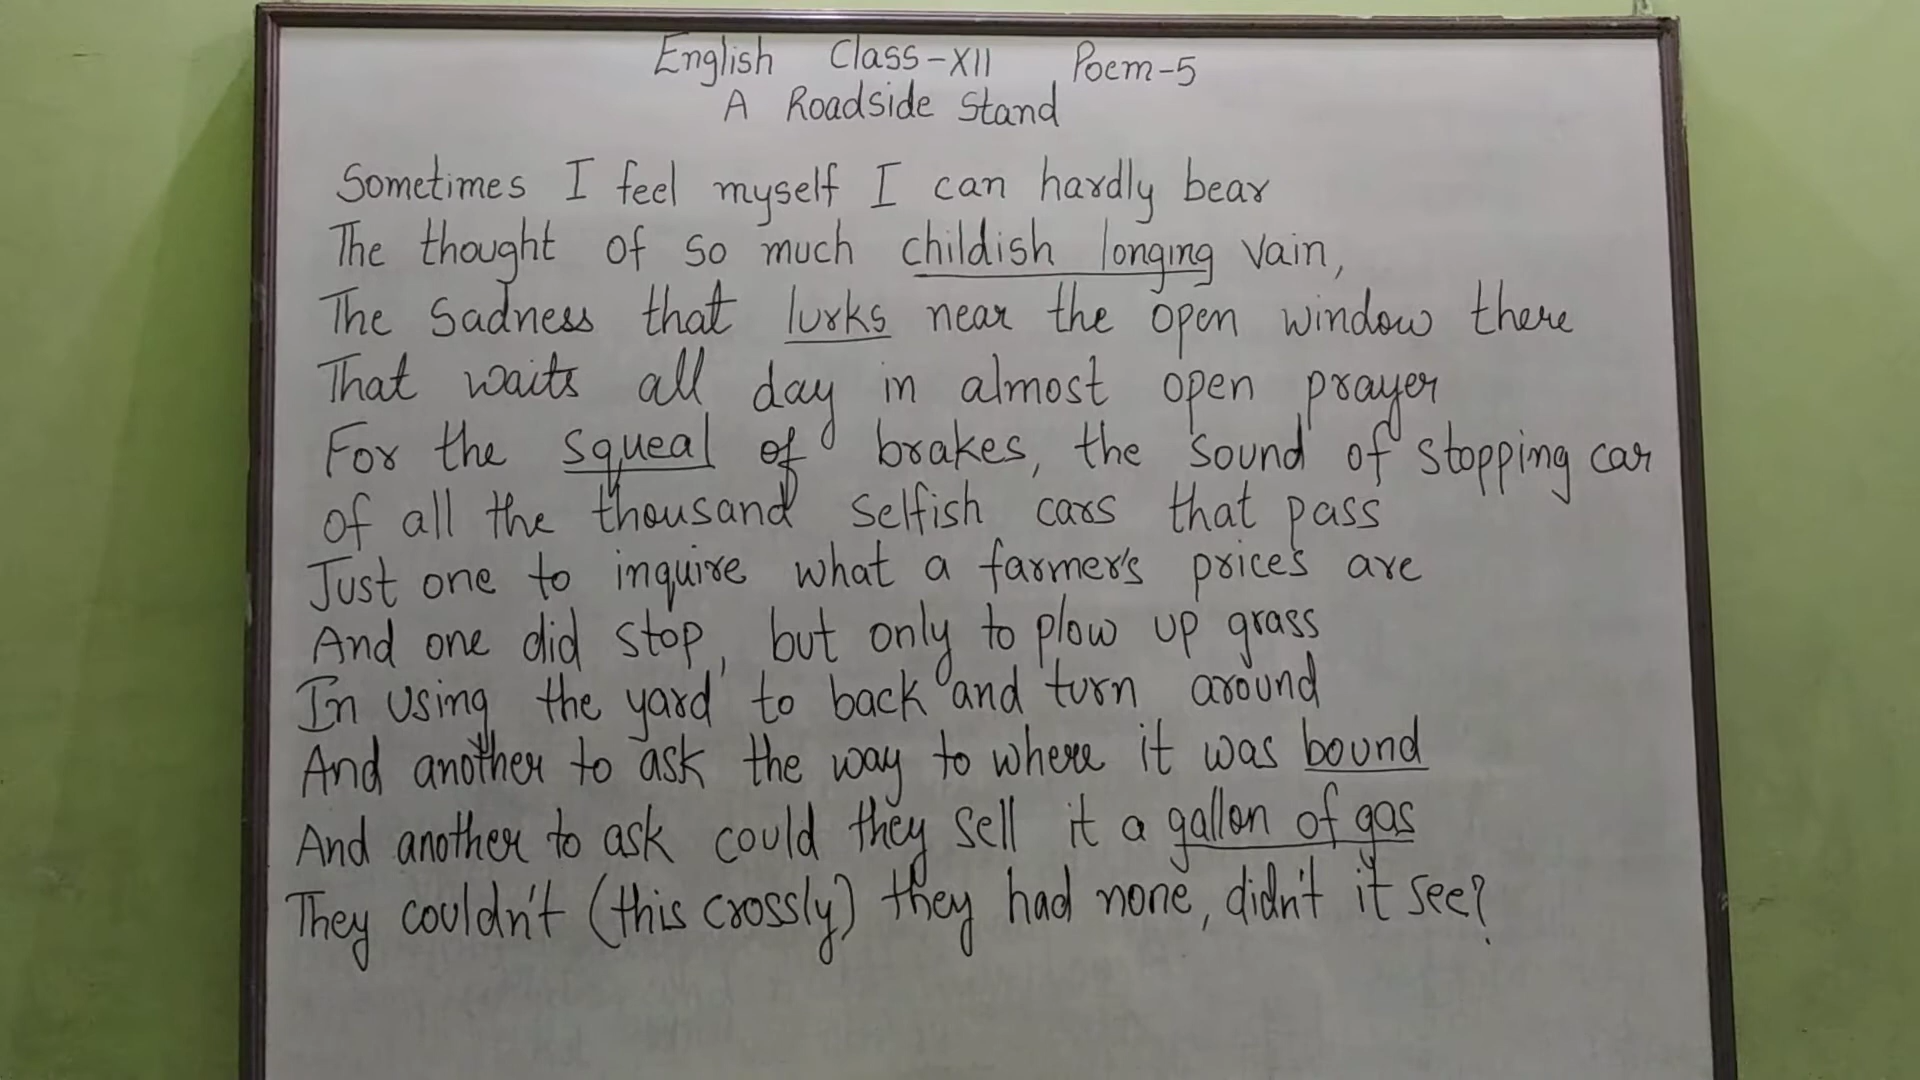 English Class-XII Poem-5
A Roadside Stand
Sometimes I feel myself I can hardly bear
The thought of so much childish longing vain,
The sadness that lurks near the open window there
That waits all day in almost open prayer
For the squeal of brakes, the sound of stopping car
of all the thousand selfish cars that pass
Just one to inquire what a farmer's prices are
And one did stop, but only to plow up grass
In using the yard to back and turn around
And another to ask the way to where it was bound
And another to ask could they sell it a gallon of gas
They couldn't (this crossly) they had none, didn't it see?